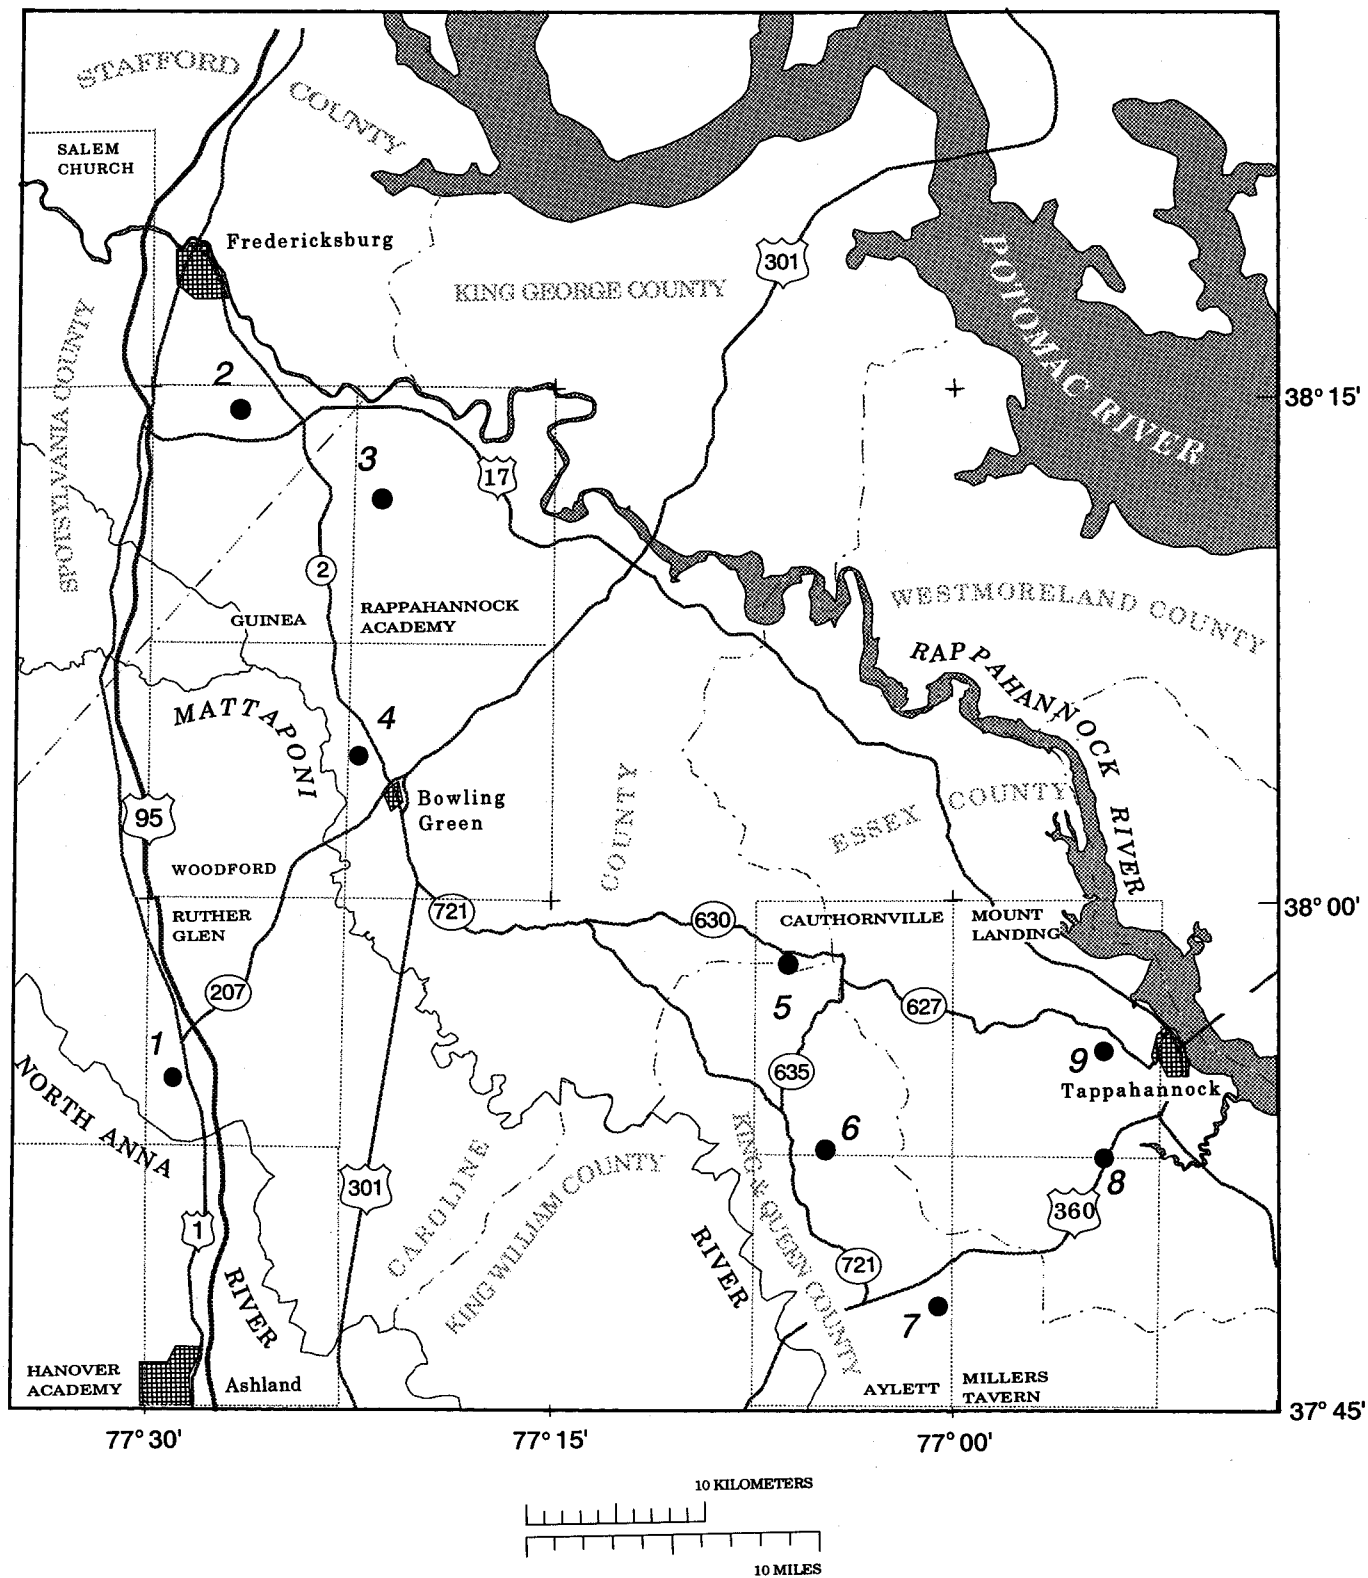 STAFFORD
COUNTY
SALEM
CHURCH
Fredericksburg
301
KING GEORGE COUNTY
POTOMAC RIVER
SPOTSYLVANIA COUNTY
2
38° 15'
3
17
2
GUINEA
RAPPAHANNOCK
ACADEMY
WESTMORELAND COUNTY
RAPPAHANNOCK
RIVER
MATTAPONI
4
95
Bowling
Green
COUNTY
ESSEX COUNTY
WOODFORD
RUTHER
GLEN
721
630
CAUTHORNVILLE
MOUNT
LANDING
38° 00'
207
5
627
1
635
9
Tappahannock
NORTH ANNA
6
8
301
CAROLINE
KING WILLIAM COUNTY
KING & QUEEN COUNTY
360
1
RIVER
RIVER
721
7
HANOVER
ACADEMY
Ashland
AYLETT
MILLERS
TAVERN
37° 45'
77° 30'
77° 15'
77° 00'
10 KILOMETERS
10 MILES